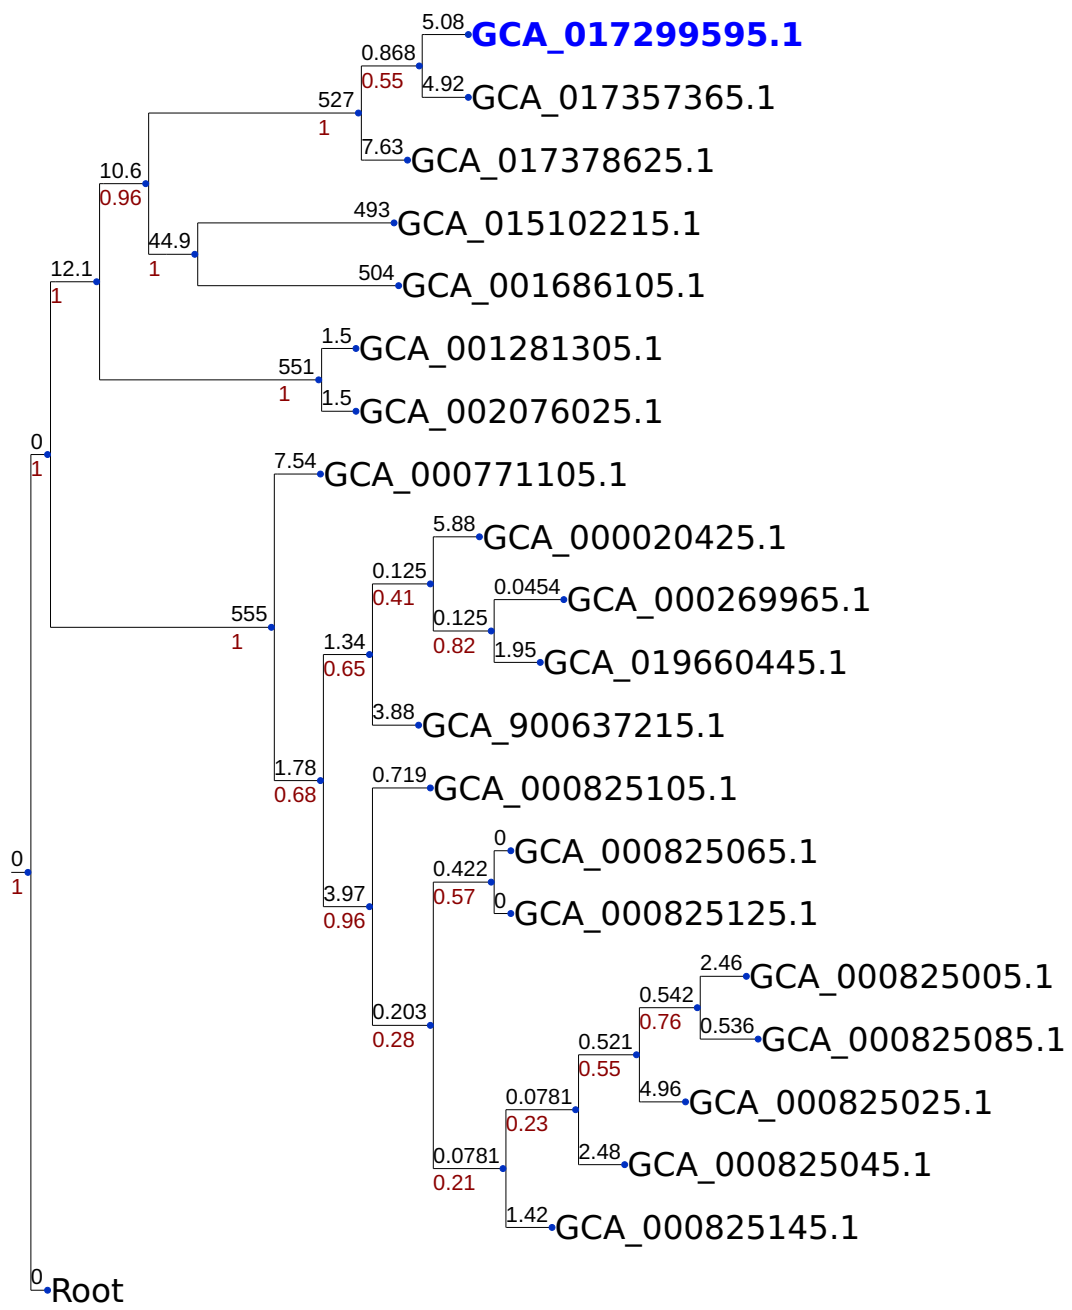 5.08
GCA_017299595.1
0.868
0.55
4.92
GCA_017357365.1
527
1
7.63
GCA_017378625.1
10.6
0.96
493
GCA_015102215.1
44.9
1
504
GCA_001686105.1
12.1
1
1.5
GCA_001281305.1
551
1
1.5
GCA_002076025.1
0
1
7.54
GCA_000771105.1
5.88
GCA_000020425.1
0.125
0.41
0.0454
GCA_000269965.1
0.125
0.82
1.95
GCA_019660445.1
555
1
1.34
0.65
3.88
GCA_900637215.1
1.78
0.68
0.719
GCA_000825105.1
0
GCA_000825065.1
0.422
0.57
0
GCA_000825125.1
0
1
3.97
0.96
2.46
GCA_000825005.1
0.542
0.76
0.536
GCA_000825085.1
0.203
0.28
0.521
0.55
4.96
GCA_000825025.1
0.0781
0.23
2.48
GCA_000825045.1
0.0781
0.21
1.42
GCA_000825145.1
0
Root